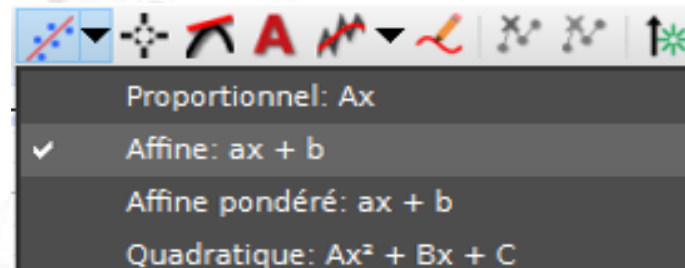 Proportionnel: Ax
Affine: ax + b
Affine pondéré: ax + b
Quadratique: Ax² + Bx + C